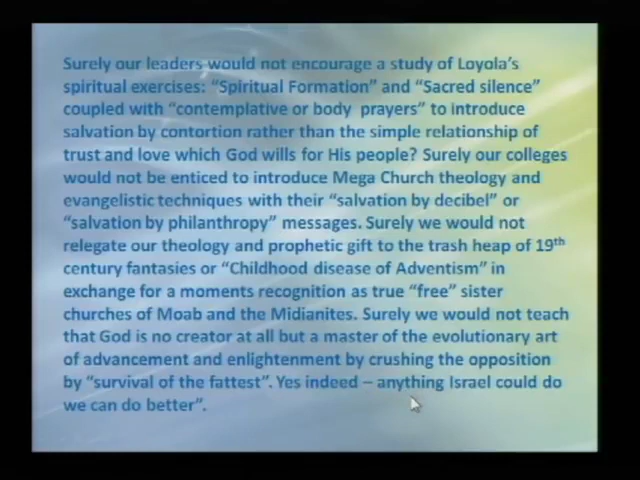 Surely our leaders would not encourage a study of Loyola's
spiritual exercises: "Spiritual Formation" and "Sacred silence"
coupled with "contemplative or body prayers" to introduce
salvation by contortion rather than the simple relationship of
trust and love which God wills for His people? Surely our colleges
would not be enticed to introduce Mega Church theology and
evangelistic techniques with their "salvation by decibel" or
"salvation by philanthropy" messages. Surely we would not
relegate our theology and prophetic gift to the trash heap of 19th
century fantasies or "Childhood disease of Adventism" in
exchange for a moments recognition as true "free" sister
churches of Moab and the Midianites. Surely we would not teach
that God is no creator at all but a master of the evolutionary art
of advancement and enlightenment by crushing the opposition
by "survival of the fattest". Yes indeed – anything Israel could do
we can do better".